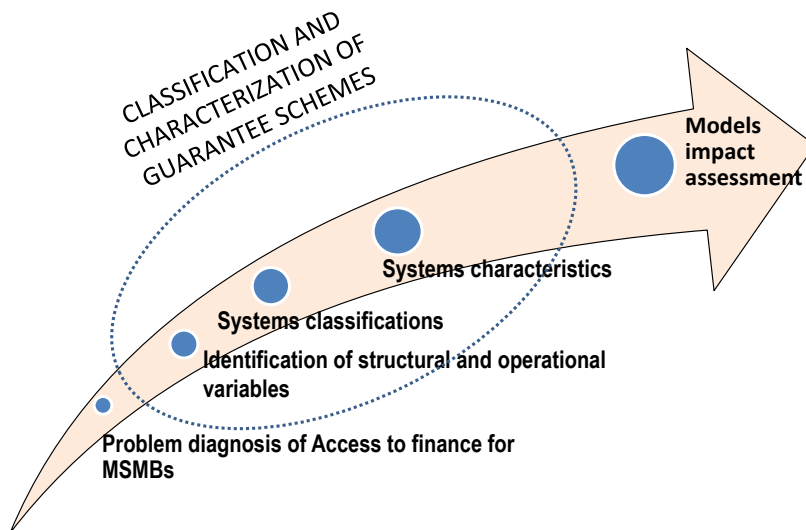 CLASSIFICATION AND
CHARACTERIZATION OF
GUARANTEE SCHEMES
Models
impact
assessment
Systems characteristics
Systems classifications
Identification of structural and operational
variables
Problem diagnosis of Access to finance for
MSMBs